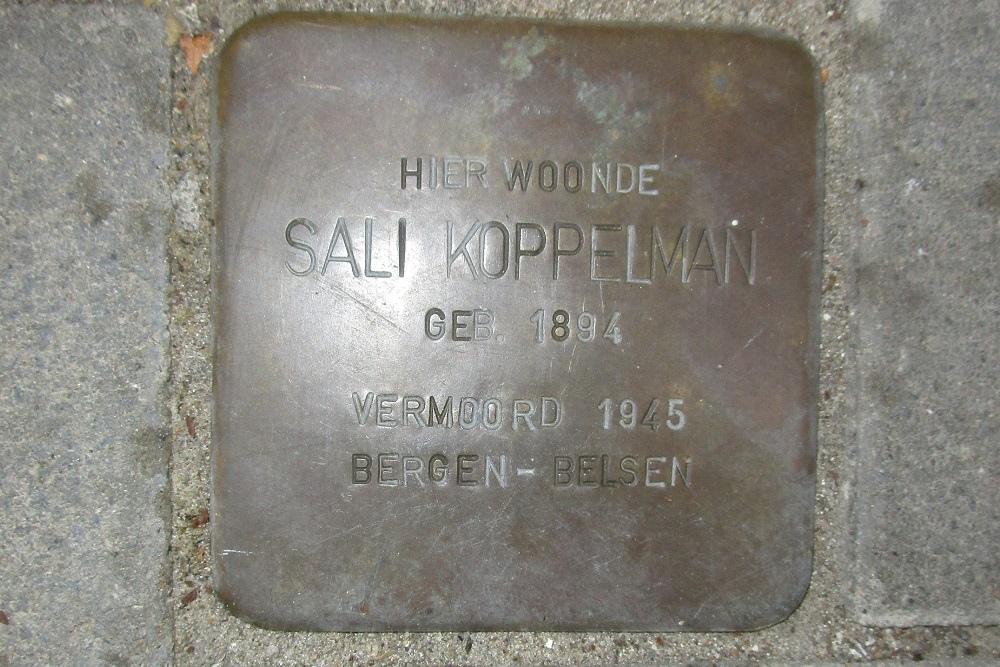 HIER WOONDE
SALI KOPPELMAN
GEB. 1894
VERMOORD 1945
BERGEN-BELSEN